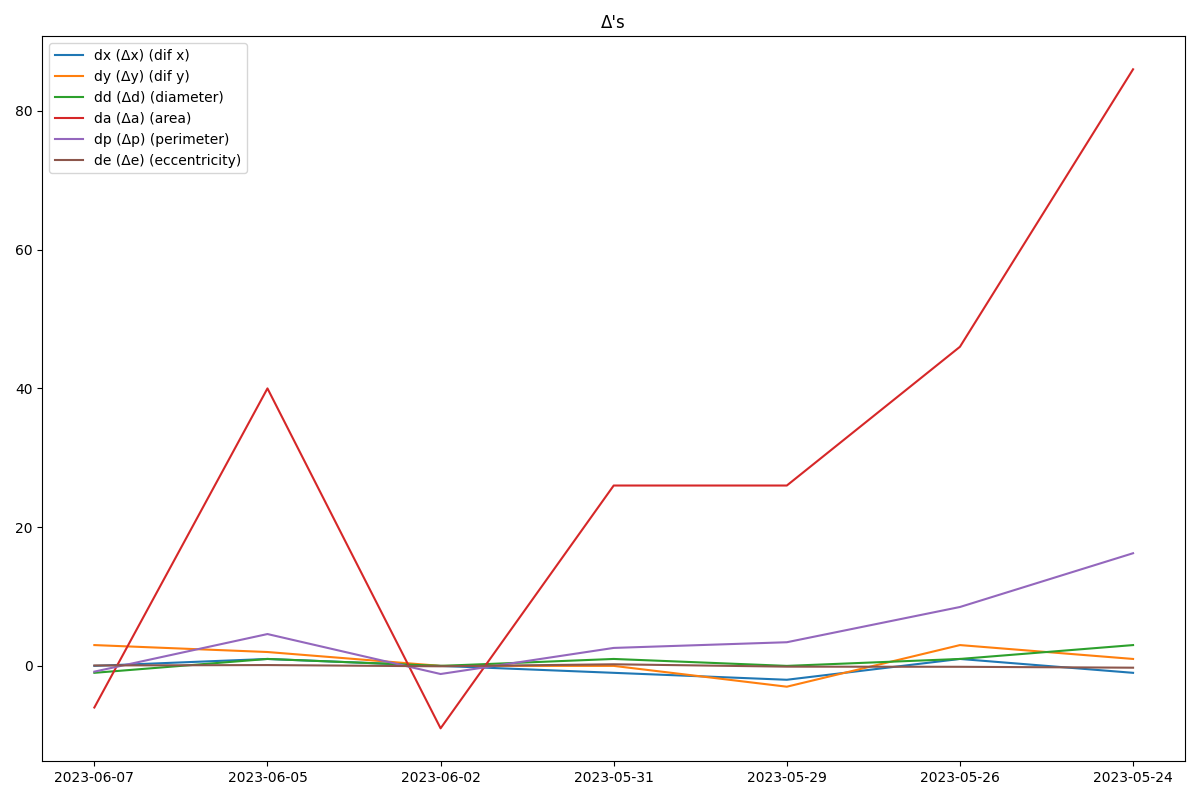 Δ's
dx (Δx) (dif x)
dy (Δy) (dif y)
dd (Δd) (diameter)
da (Δa) (area)
dp (Δp) (perimeter)
de (Δe) (eccentricity)
80
60
40
20
0
2023-06-07 2023-06-05 2023-06-02 2023-05-31 2023-05-29 2023-05-26 2023-05-24